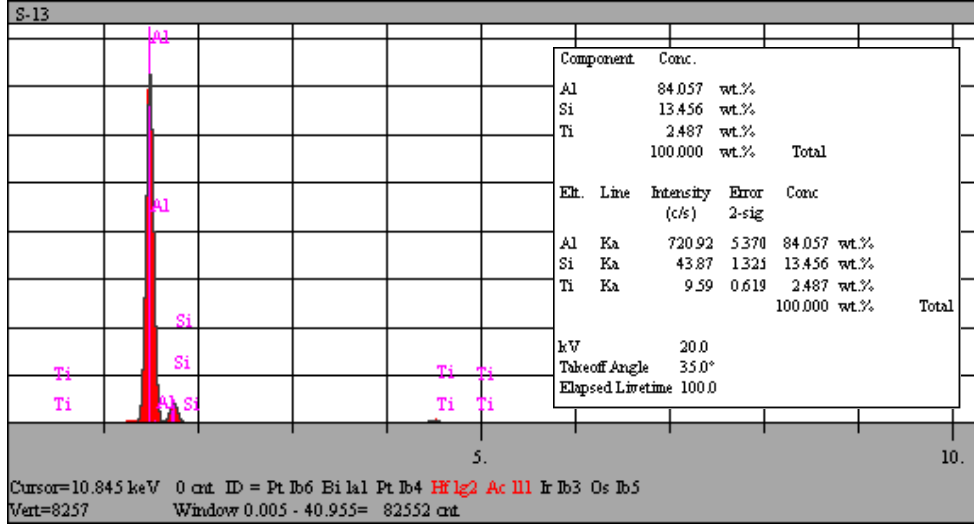 S-13
Al
Al
Si
Si
Ti
Ti
Al Si
Ti Ti
Ti Ti
Component Conc.
Al 84.057 wt.%
Si 13.456 wt.%
Ti 2.487 wt.%
100.000 wt.% Total
Elt. Line Intensity Error Conc
(c/s) 2-sig
Al Ka 720.92 5.370 84.057 wt.%
Si Ka 43.87 1.325 13.456 wt.%
Ti Ka 9.59 0.619 2.487 wt.%
100.000 wt.% Total
kV 20.0
Takeoff Angle 35.0°
Elapsed Livetime 100.0
5. 10.
Cursor=10.845 keV 0 cnt ID = Pt lb6 Bi la1 Pt lb4 Hf lg2 Ac ll1 Ir lb3 Os lb5
Vert=8257 Window 0.005 - 40.955= 82552 cnt